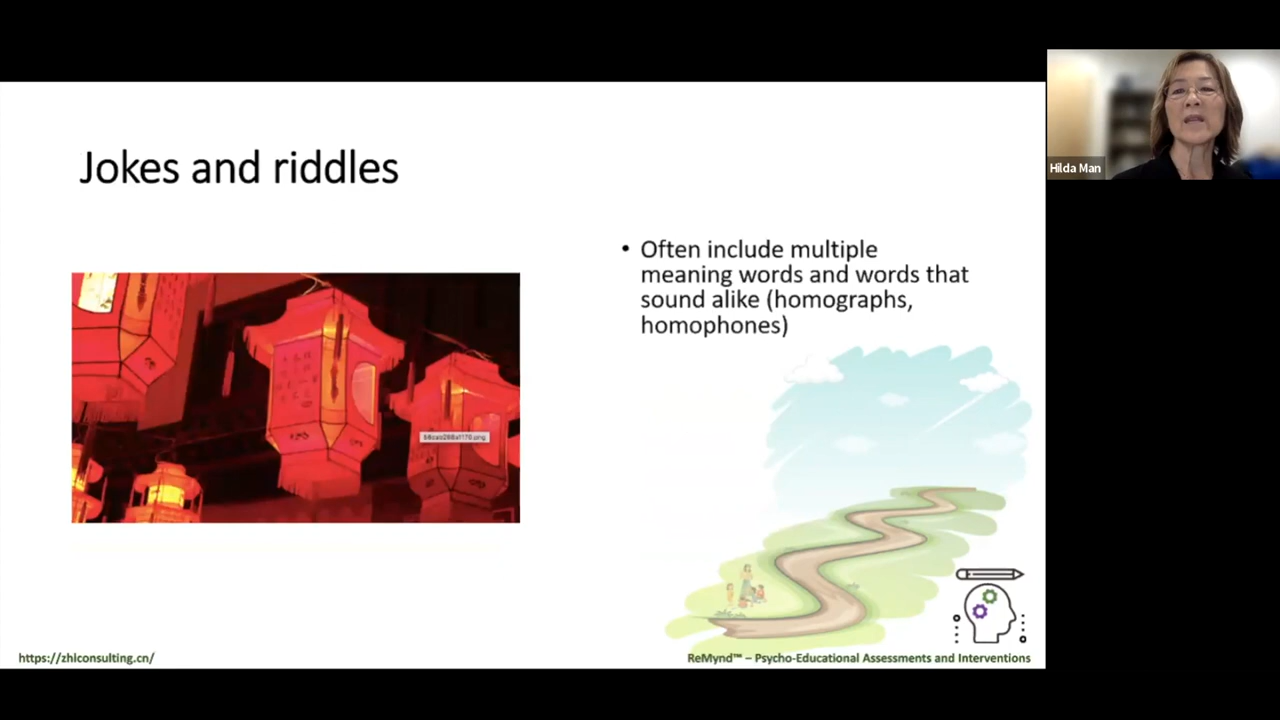 Jokes and riddles
• Often include multiple
meaning words and words that
sound alike (homographs,
homophones)
https://zhiconsulting.cn/
ReMynd™ – Psycho-Educational Assessments and Interventions
Hilda Man